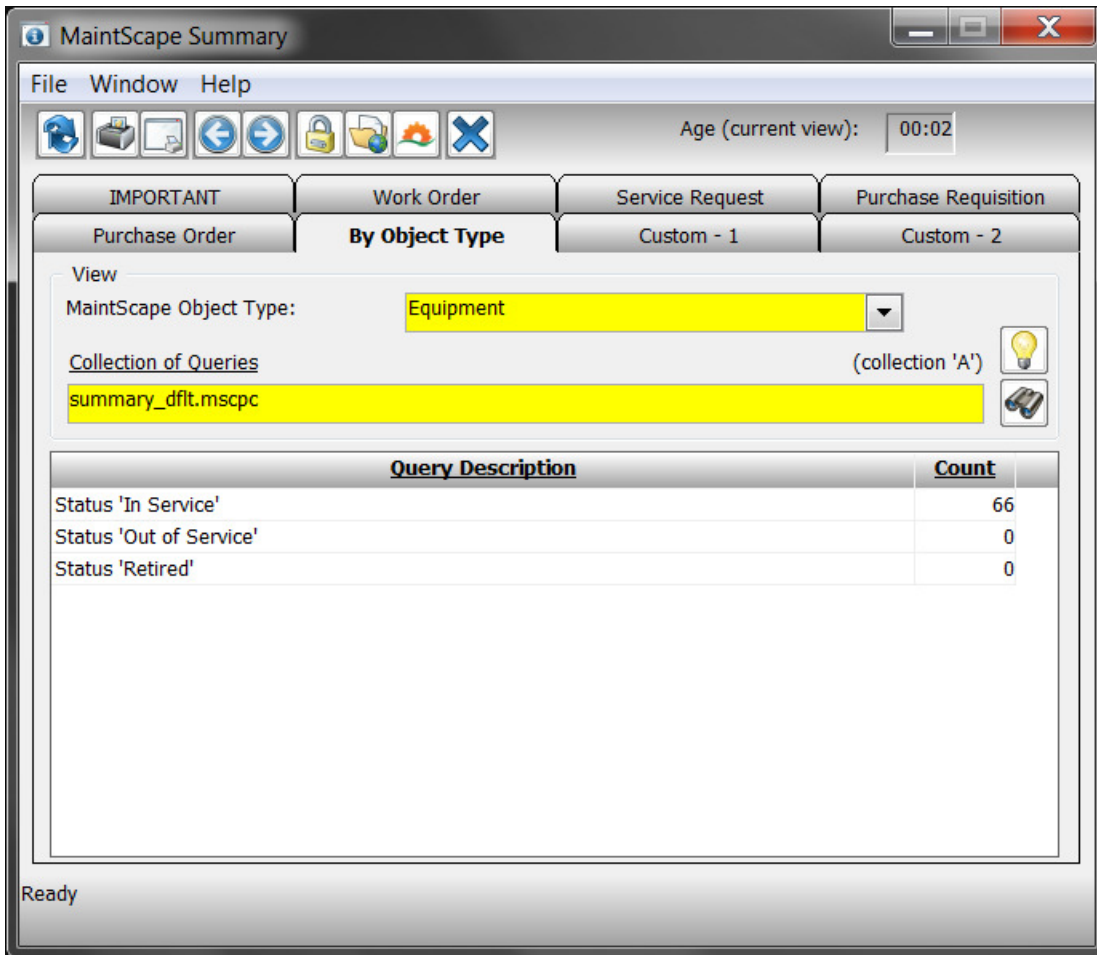 MaintScape Summary
File Window Help
Age (current view): 00:02
IMPORTANT Work Order Service Request Purchase Requisition
Purchase Order By Object Type Custom - 1 Custom - 2
View
MaintScape Object Type: Equipment
Collection of Queries (collection 'A')
summary_dflt.mscpc
Query Description Count
Status 'In Service' 66
Status 'Out of Service' 0
Status 'Retired' 0
Ready